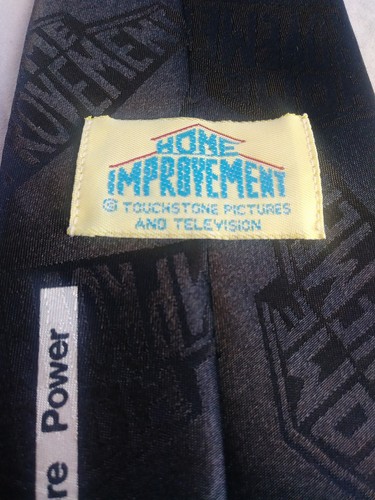 HOME
IMPROVEMENT
© TOUCHSTONE PICTURES
AND TELEVISION
re Power